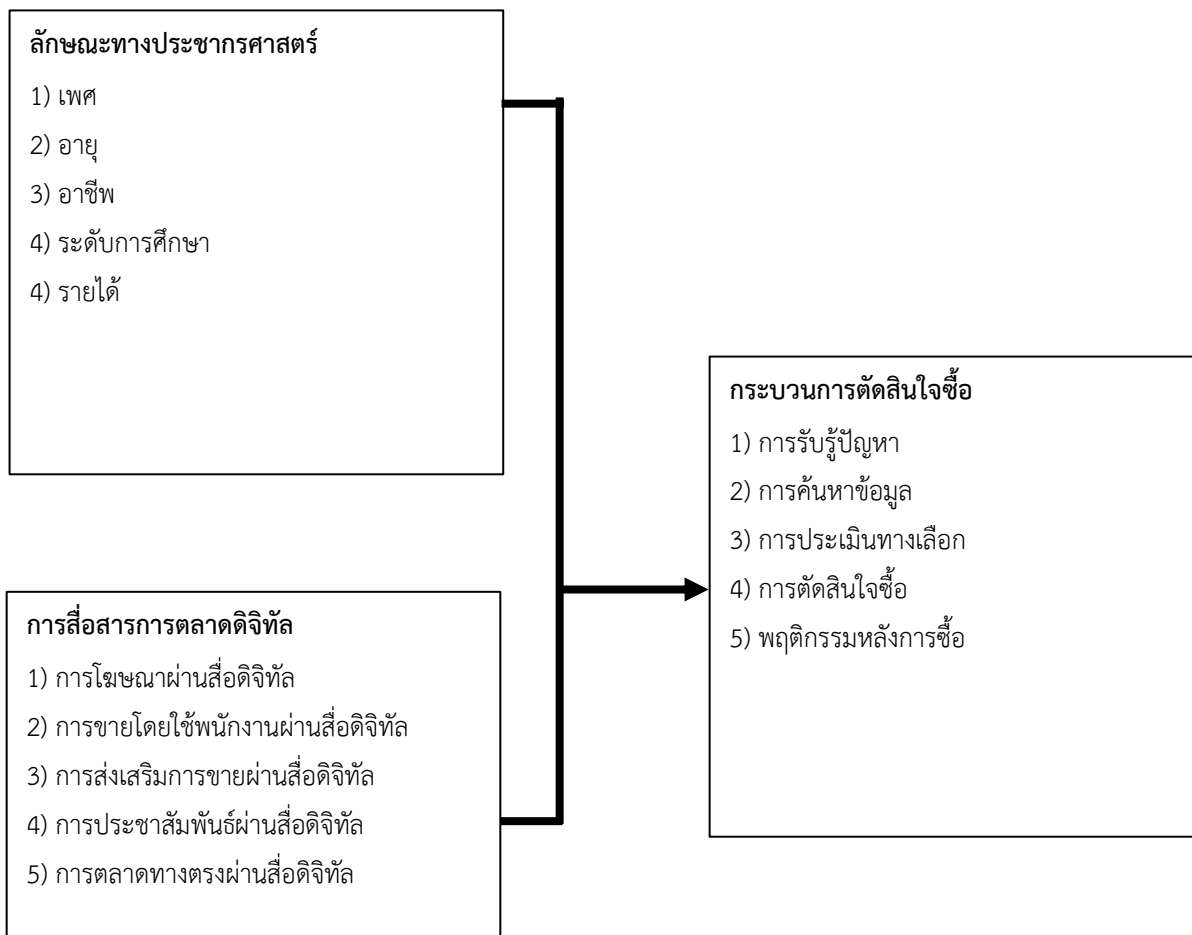 ลักษณะทางประชากรศาสตร์
1) เพศ
2) อายุ
3) อาชีพ
4) ระดับการศึกษา
4) รายได้
การสื่อสารการตลาดดิจิทัล
1) การโฆษณาผ่านสื่อดิจิทัล
2) การขายโดยใช้พนักงานผ่านสื่อดิจิทัล
3) การส่งเสริมการขายผ่านสื่อดิจิทัล
4) การประชาสัมพันธ์ผ่านสื่อดิจิทัล
5) การตลาดทางตรงผ่านสื่อดิจิทัล
กระบวนการตัดสินใจซื้อ
1) การรับรู้ปัญหา
2) การค้นหาข้อมูล
3) การประเมินทางเลือก
4) การตัดสินใจซื้อ
5) พฤติกรรมหลังการซื้อ